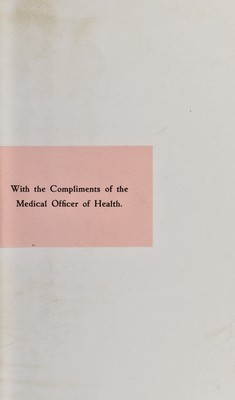 With the Compliments of the
Medical Officer of Health.